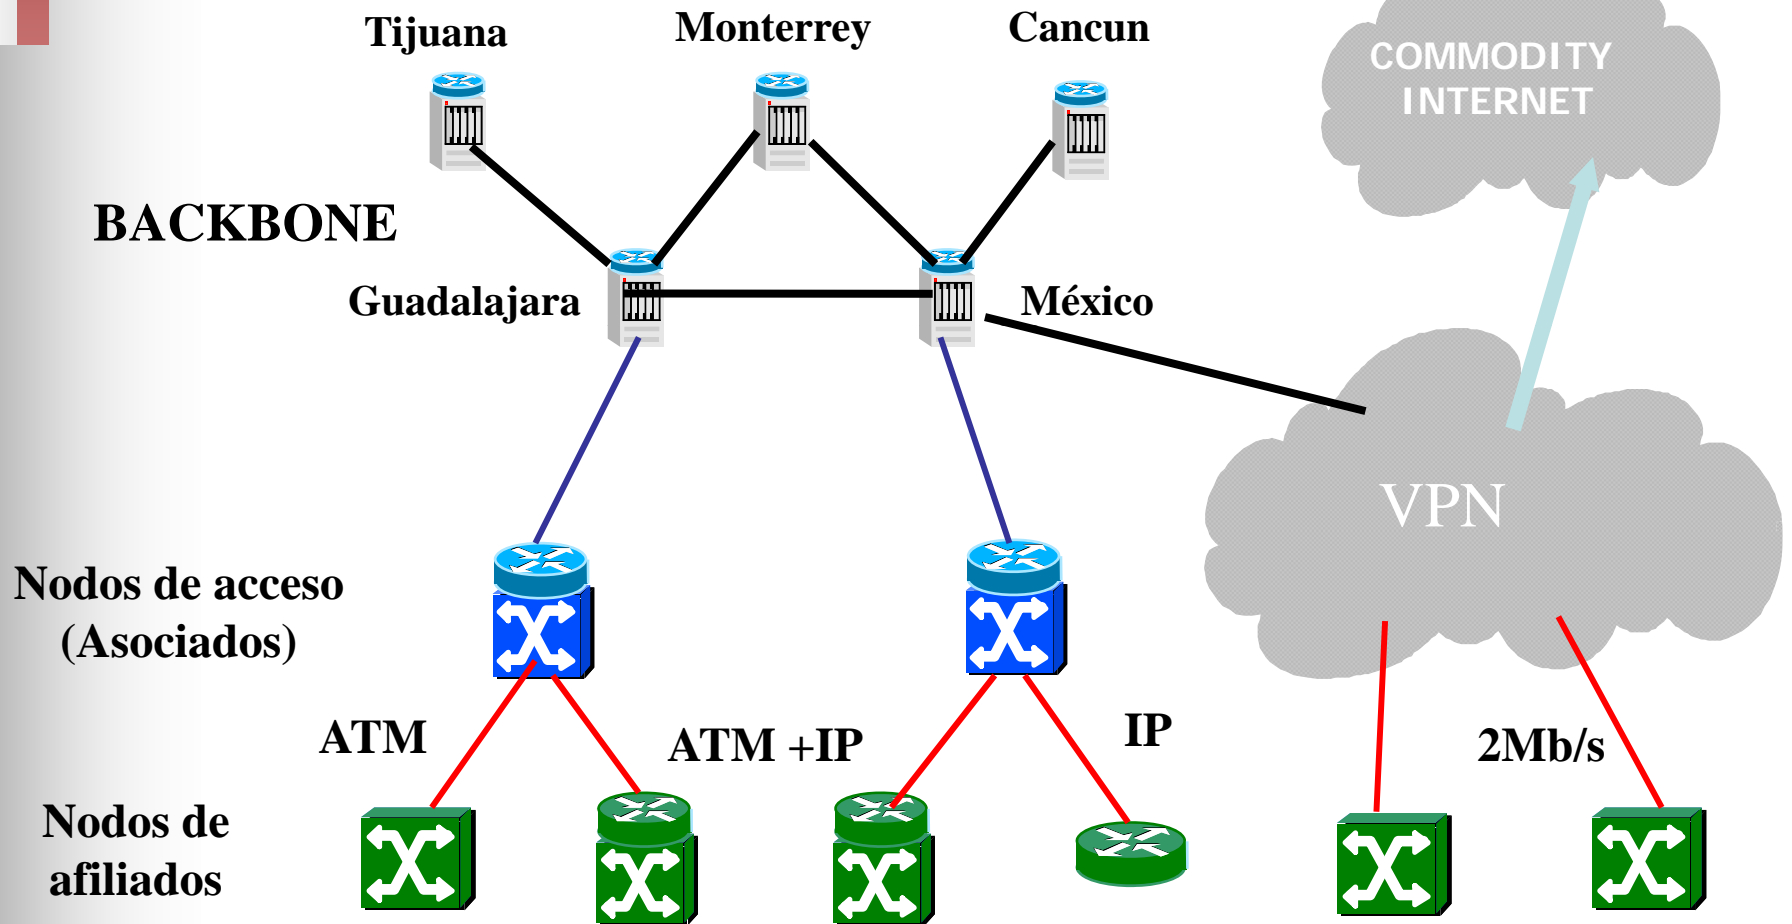 Tijuana
Monterrey
Cancun
COMMODITY
INTERNET
BACKBONE
Guadalajara
México
VPN
Nodos de acceso
(Asociados)
ATM
ATM +IP
IP
2Mb/s
Nodos de
afiliados